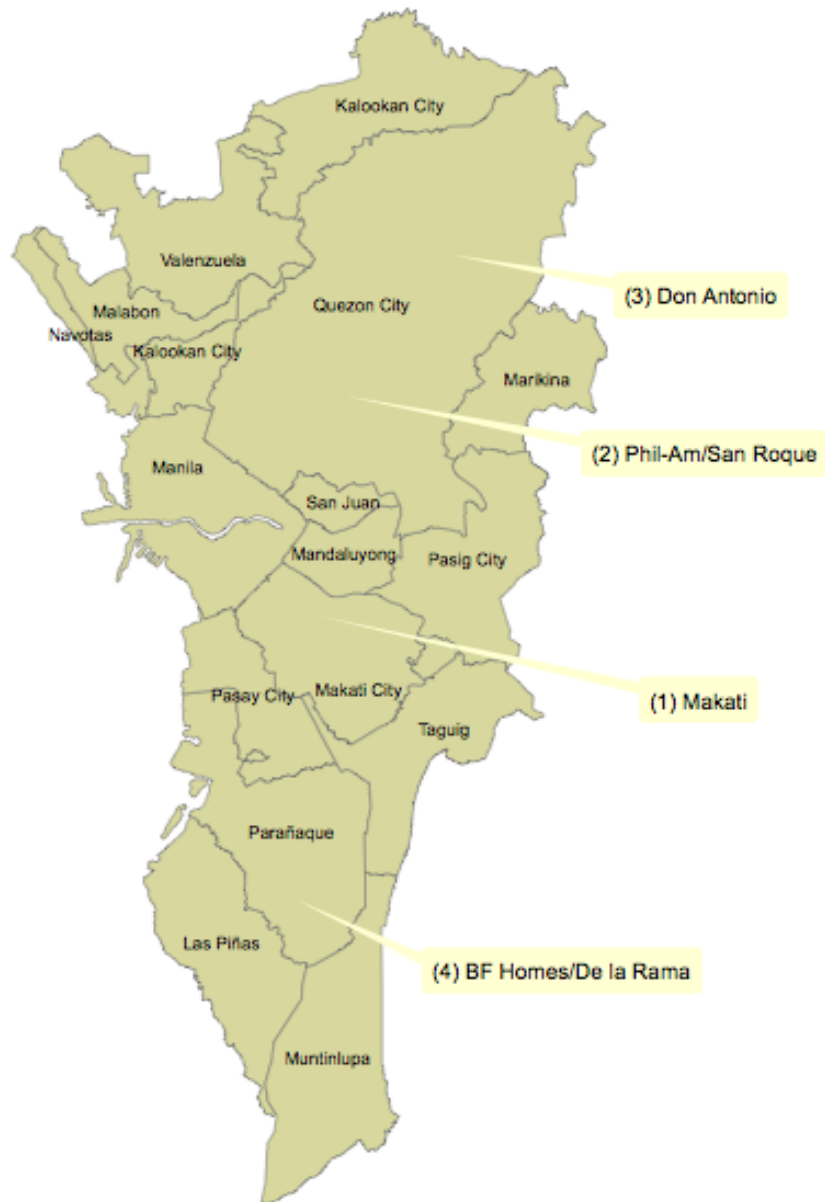 Kalookan City
Valenzuela
(3) Don Antonio
Quezon City
Malabon
Navotas
Kalookan City
Marikina
(2) Phil-Am/San Roque
Manila
San Juan
Mandaluyong
Pasig City
Pasay City
Makati City
(1) Makati
Taguig
Parañaque
Las Piñas
(4) BF Homes/De la Rama
Muntinlupa